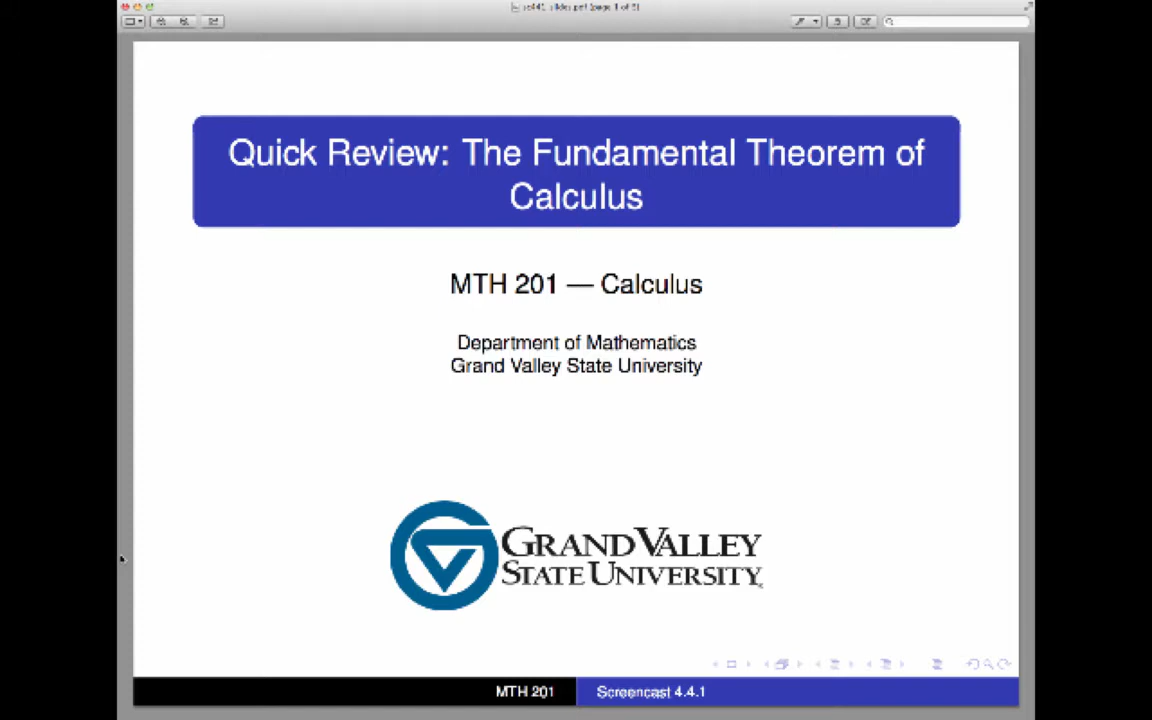 Quick Review: The Fundamental Theorem of
Calculus
MTH 201 — Calculus
Department of Mathematics
Grand Valley State University
GRAND VALLEY
STATE UNIVERSITY
MTH 201
Screencast 4.4.1